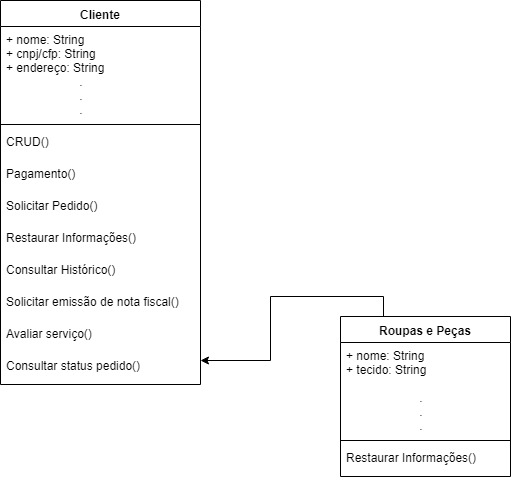 Cliente
+ nome: String
+ cnpj/cfp: String
+ endereço: String
.
.
.
CRUD()
Pagamento()
Solicitar Pedido()
Restaurar Informações()
Consultar Histórico()
Solicitar emissão de nota fiscal()
Avaliar serviço()
Consultar status pedido()
Roupas e Peças
+ nome: String
+ tecido: String
.
.
.
Restaurar Informações()